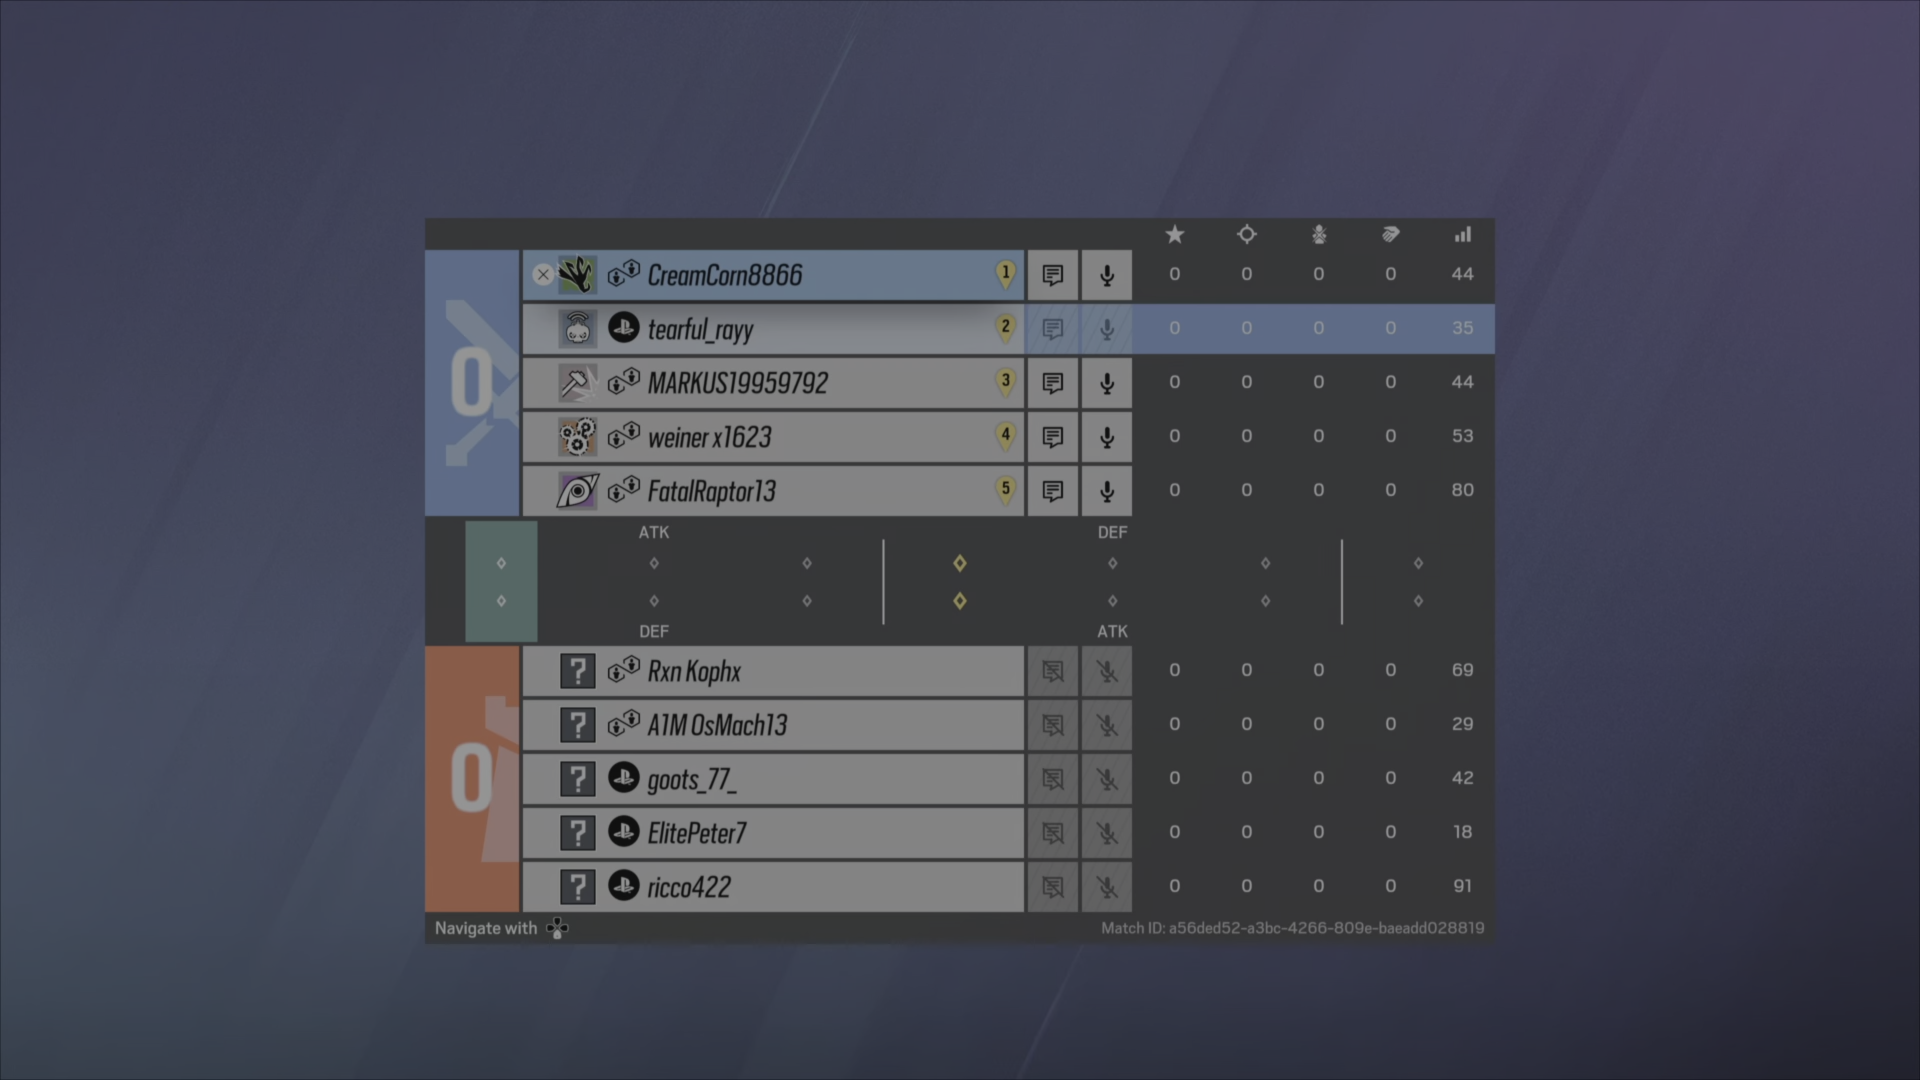 0
CreamCorn8866 1 0 0 0 0 44
tearful_rayy 2 0 0 0 0 35
MARKUS19959792 3 0 0 0 0 44
weiner x1623 4 0 0 0 0 53
FatalRaptor13 5 0 0 0 0 80
ATK DEF
DEF ATK
0
? Rxn Kophx 0 0 0 0 69
? A1M OsMach13 0 0 0 0 29
? goots_77_ 0 0 0 0 42
? ElitePeter7 0 0 0 0 18
? ricco422 0 0 0 0 91
Navigate with Match ID: a56ded52-a3bc-4266-809e-baeadd028819